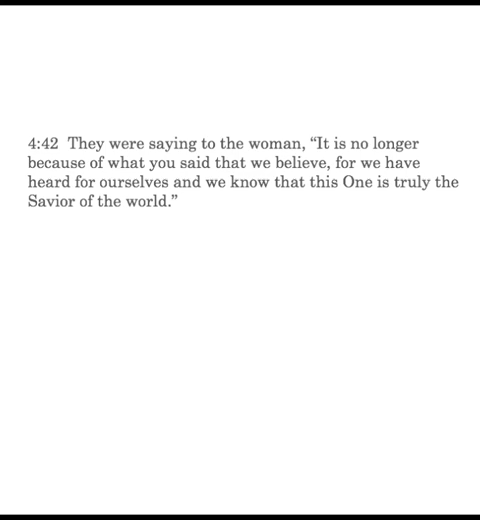 4:42  They were saying to the woman, “It is no longer
because of what you said that we believe, for we have
heard for ourselves and we know that this One is truly the
Savior of the world.”